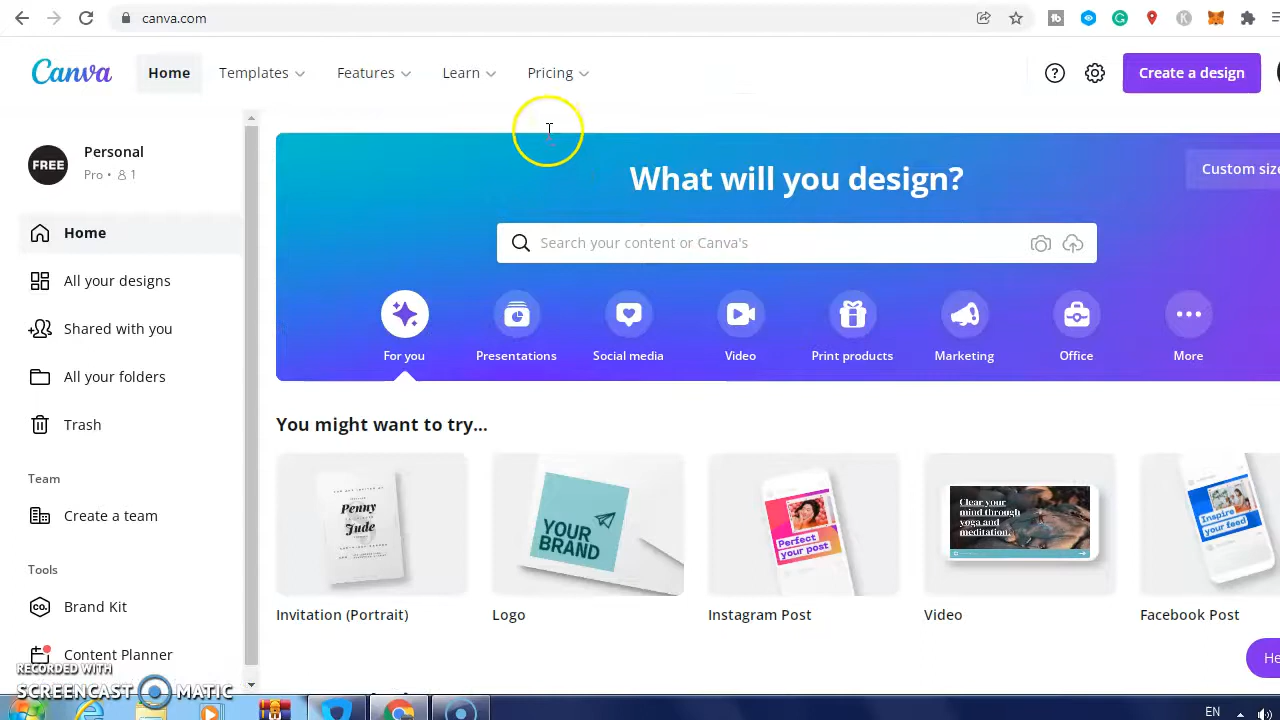 canva.com
Canva
Home
Templates
Features
Learn
Pricing
Create a design
FREE
Personal
Pro • 1
Home
All your designs
Shared with you
All your folders
Trash
Team
Create a team
Tools
Brand Kit
Content Planner
What will you design?
Custom size
Search your content or Canva's
For you
Presentations
Social media
Video
Print products
Marketing
Office
More
You might want to try...
Penny
&
Jude
Invitation (Portrait)
YOUR
BRAND
Logo
Perfect
your post
Instagram Post
Clear your
mind through
yoga and
meditation.
Video
Inspire
your feed
Facebook Post
He
RECORDED WITH
SCREENCAST MATIC
EN